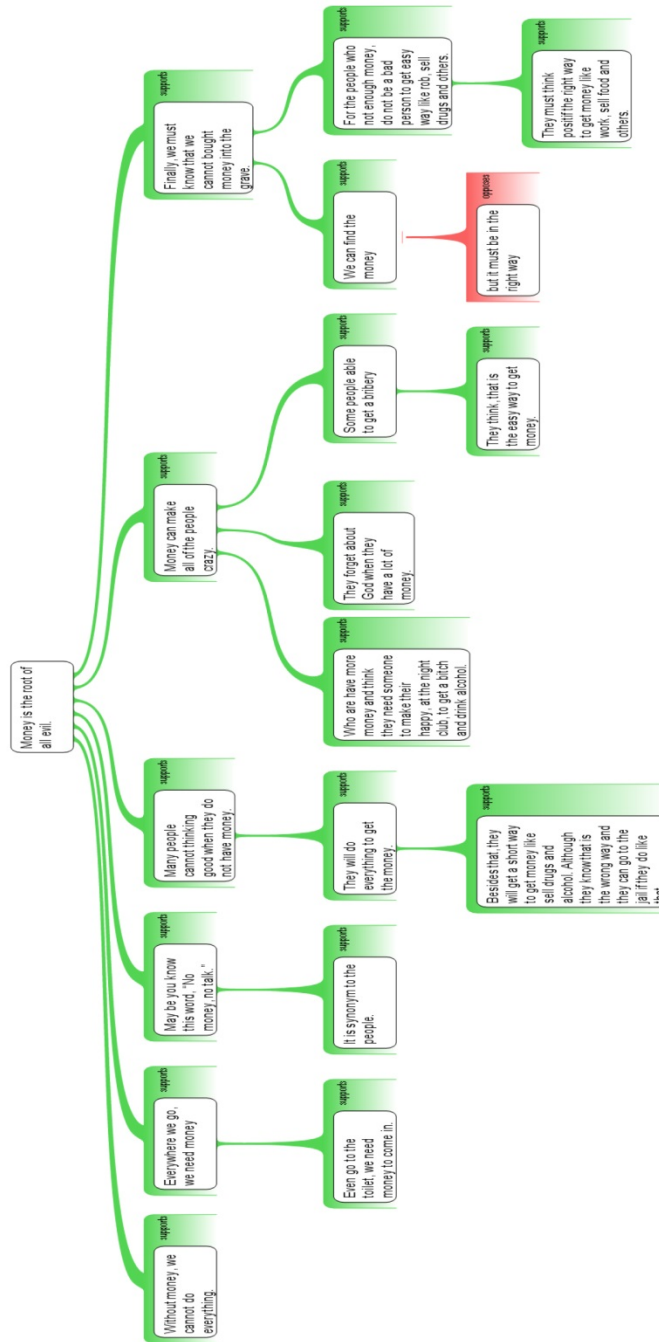 Money is the root of
all evil.
supports
Without money, we
cannot do
everything.
supports
Everywhere we go,
we need money
supports
May be you know
this word, "No
money, no talk."
supports
Many people
cannot thinking
good when they do
not have money.
supports
Money can make
all of the people
crazy.
supports
Finally, we must
know that we
cannot bought
money into the
grave.
supports
Even go to the
toilet, we need
money to come in.
supports
It is synonym to the
people.
supports
They will do
everything to get
the money.
supports
Who are have more
money and think
they need someone
to make their
happy, at the night
club, to get a bitch
and drink alcohol.
supports
They forget about
God when they
have a lot of
money.
supports
Some people able
to get a bribery
supports
We can find the
money
supports
For the people who
not enough money,
do not be a bad
person to get easy
way like rob, sell
drugs and others.
supports
Besides that, they
will get a short way
to get money like
sell drugs and
alcohol. Although
they know that is
the wrong way and
they can go to the
jail if they do like
supports
They think, that is
the easy way to get
money.
opposes
but it must be in the
right way
supports
They must think
positif the right way
to get money like
work, sell food and
others.